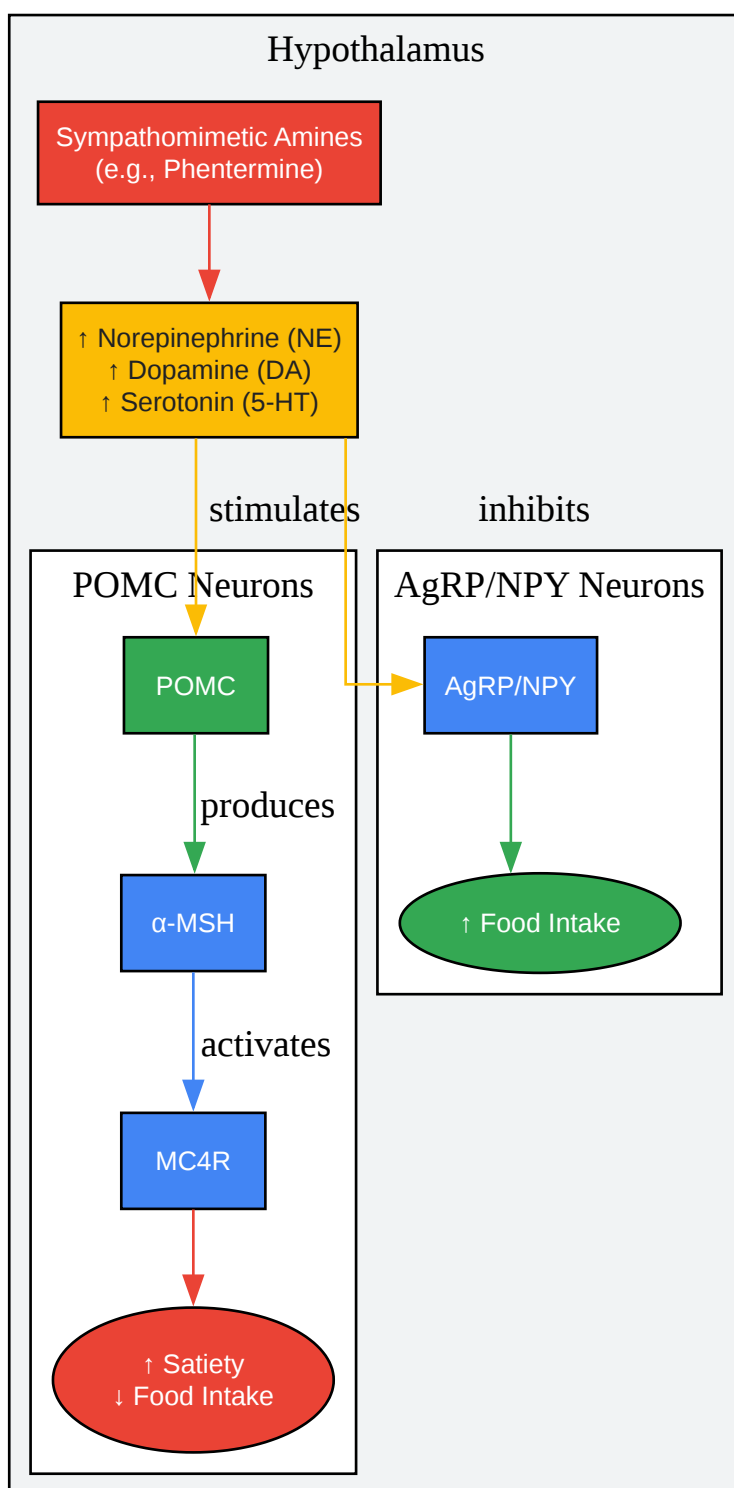 Hypothalamus
Sympathomimetic Amines
(e.g., Phentermine)
↑ Norepinephrine (NE)
↑ Dopamine (DA)
↑ Serotonin (5-HT)
stimulates
inhibits
POMC Neurons
AgRP/NPY Neurons
POMC
AgRP/NPY
produces
α-MSH
↑ Food Intake
activates
MC4R
↑ Satiety
↓ Food Intake